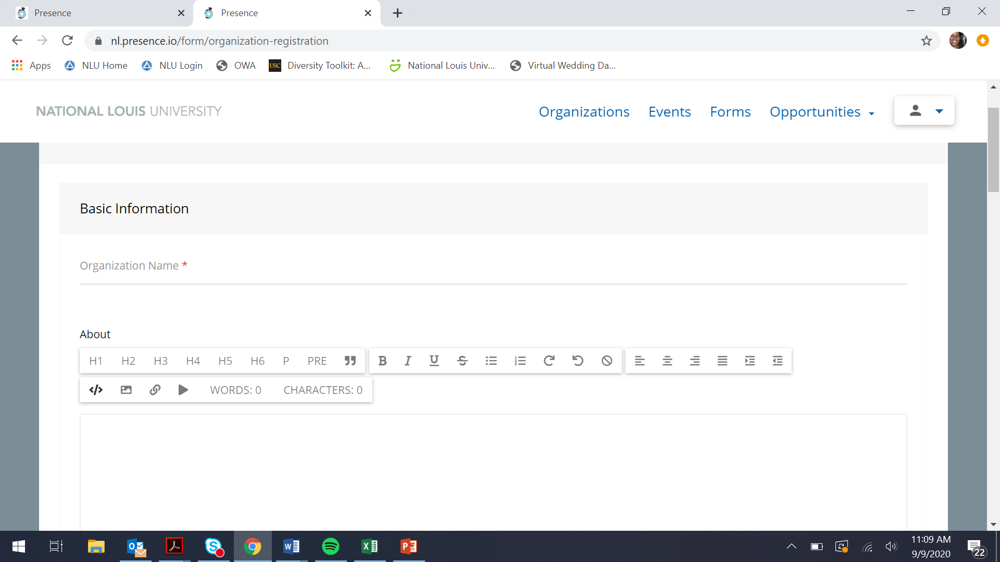 Presence
Presence
nl.presence.io/form/organization-registration
Apps NLU Home NLU Login OWA USC Diversity Toolkit: A... National Louis Univ... Virtual Wedding Da...
NATIONAL LOUIS UNIVERSITY
Organizations Events Forms Opportunities
Basic Information
Organization Name *
About
H1 H2 H3 H4 H5 H6 P PRE
WORDS: 0 CHARACTERS: 0
11:09 AM
9/9/2020
22